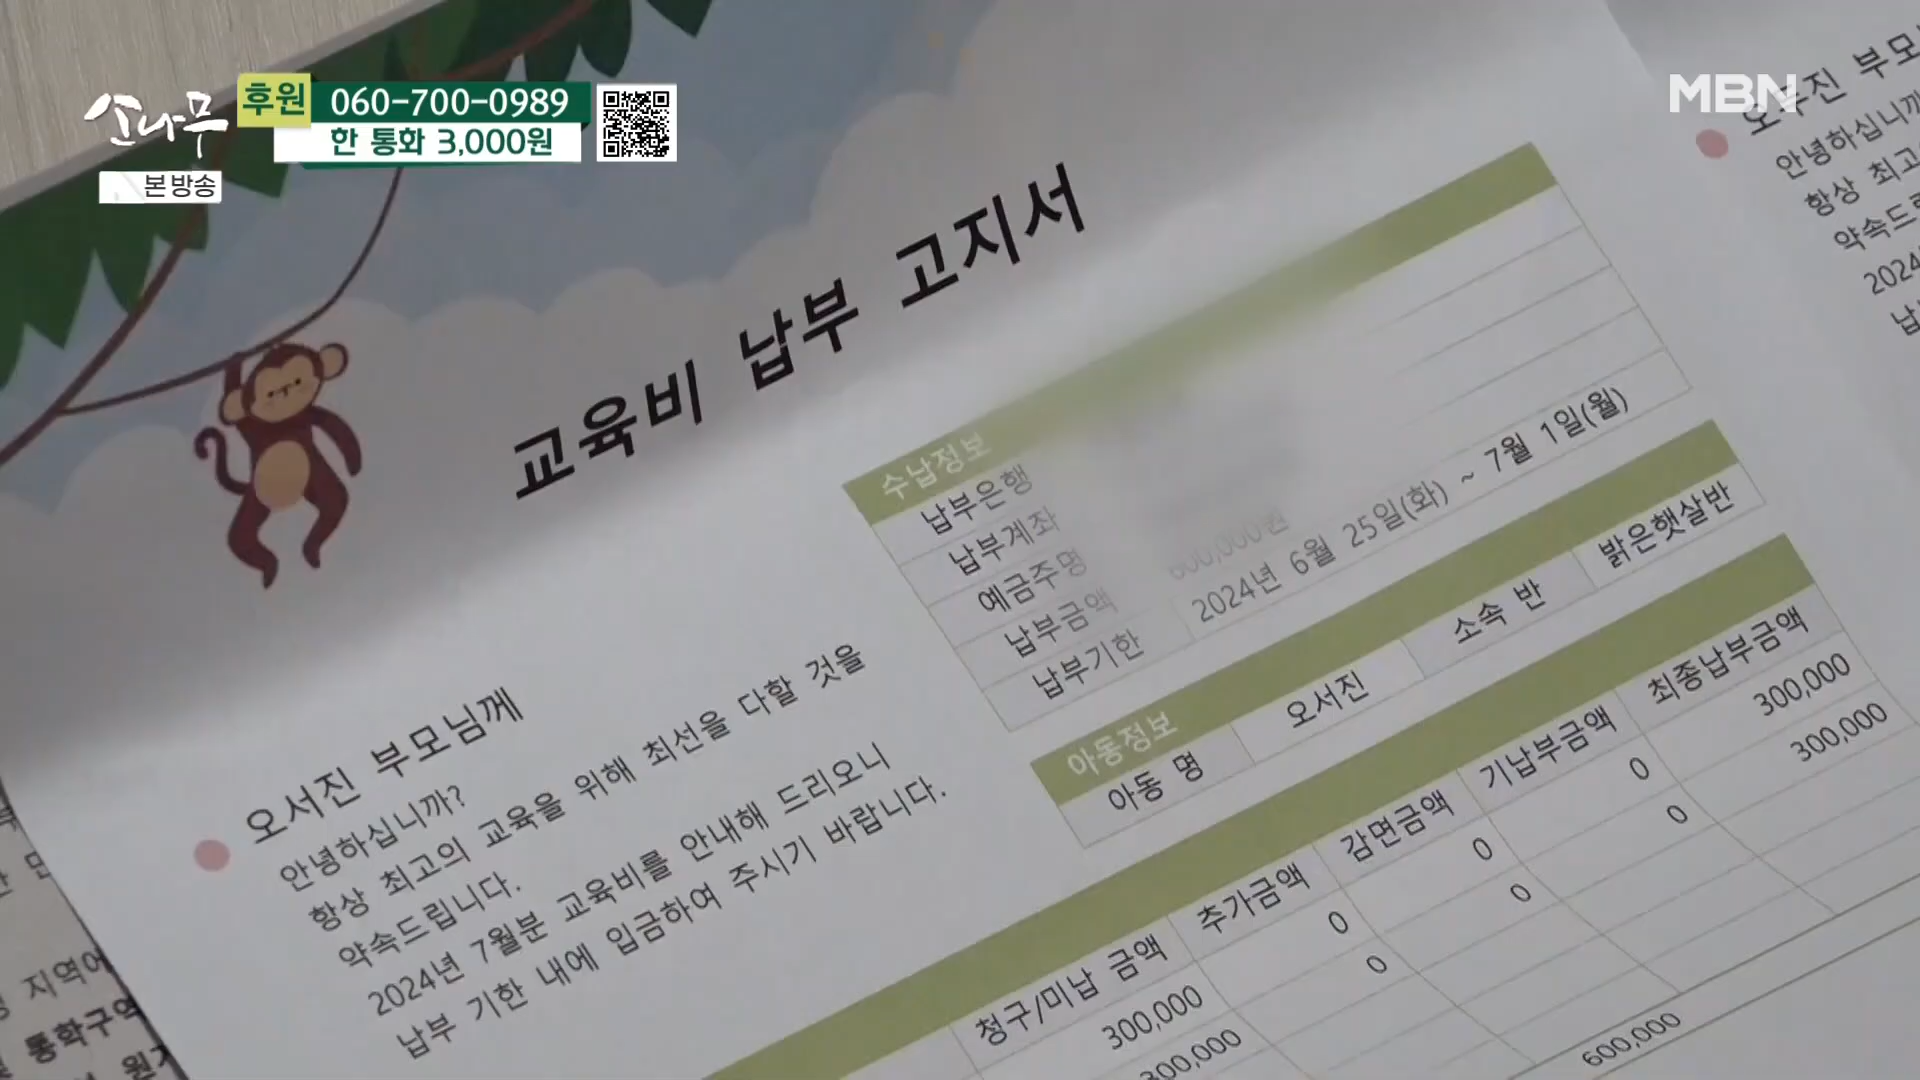 소나무
후원 060-700-0989
한 통화 3,000원
본방송
MBN
교육비 납부 고지서
수납정보
납부은행
납부계좌
예금주명
납부금액 600,000원
납부기한 2024년 6월 25일(화) ~ 7월 1일(월)
아동정보
아동 명 오서진 소속 반 밝은햇살반
청구/미납 금액 추가금액 감면금액 기납부금액 최종납부금액
300,000 0 0 0 300,000
300,000 0 0 0 300,000
600,000
오서진 부모님께
안녕하십니까?
항상 최고의 교육을 위해 최선을 다할 것을
약속드립니다.
2024년 7월분 교육비를 안내해 드리오니
납부 기한 내에 입금하여 주시기 바랍니다.
부모
안녕하십니까
항상 최고
약속드
2024
납
지역
통학구역